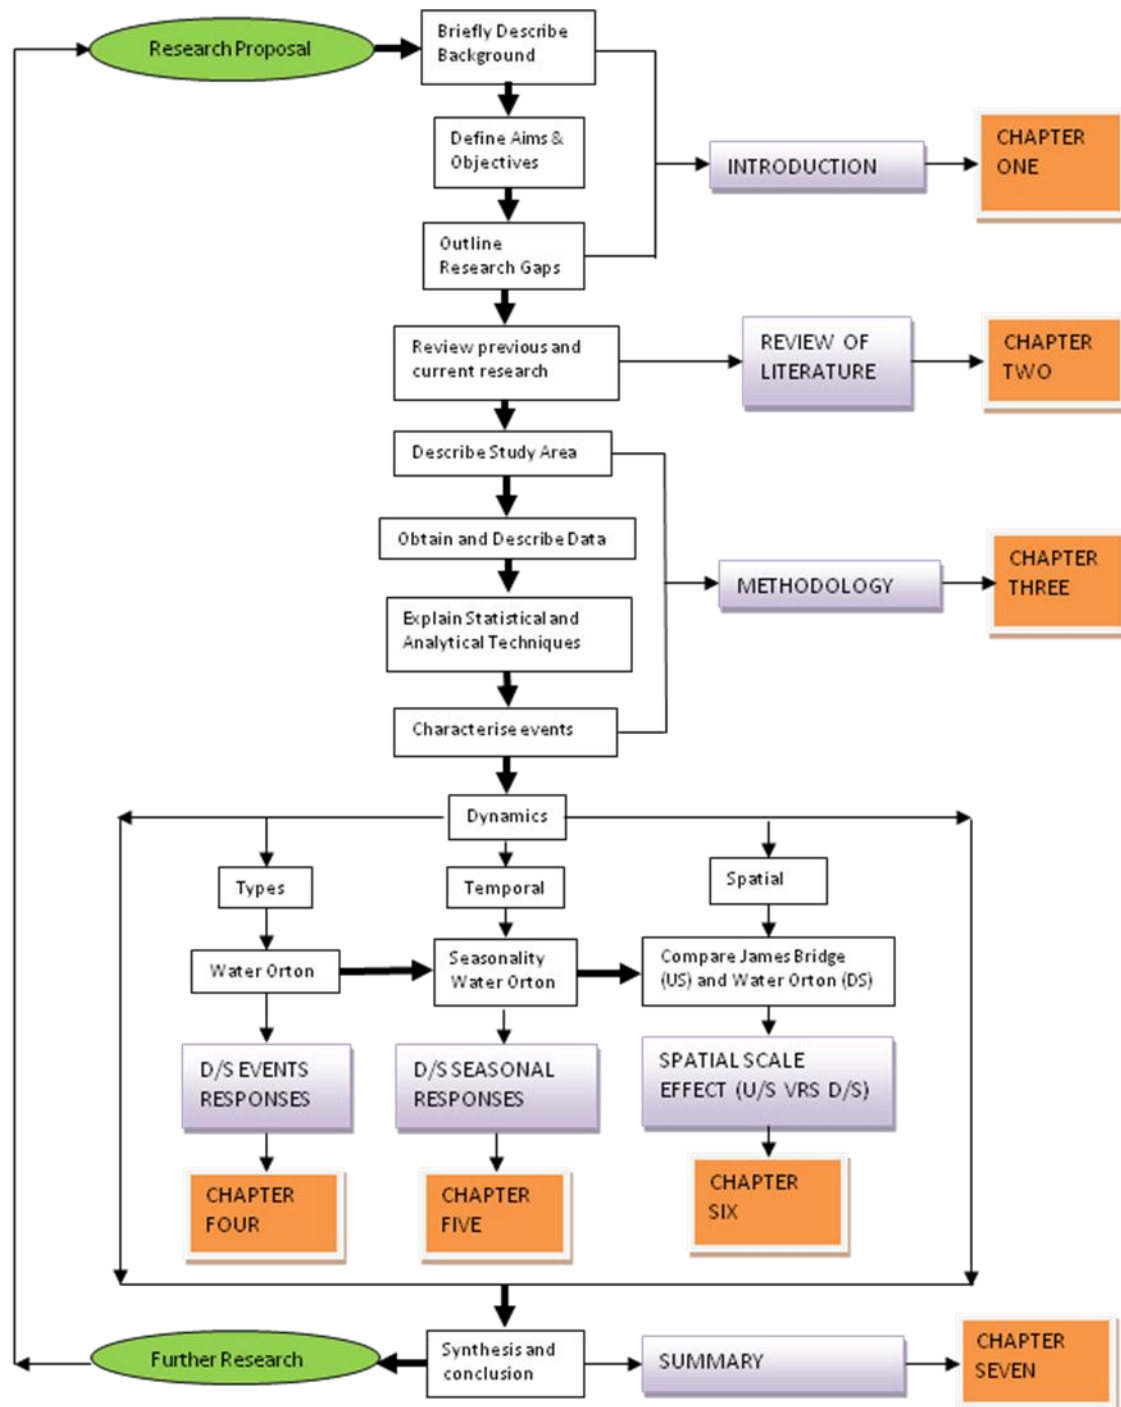 Research Proposal
Briefly Describe
Background
Define Aims &
Objectives
INTRODUCTION
CHAPTER
ONE
Outline
Research Gaps
Review previous and
current research
REVIEW OF
LITERATURE
CHAPTER
TWO
Describe Study Area
Obtain and Describe Data
METHODOLOGY
CHAPTER
THREE
Explain Statistical and
Analytical Techniques
Characterise events
Dynamics
Types
Temporal
Spatial
Water Orton
Seasonality
Water Orton
Compare James Bridge
(US) and Water Orton (DS)
D/S EVENTS
RESPONSES
D/S SEASONAL
RESPONSES
SPATIAL SCALE
EFFECT (U/S VRS D/S)
CHAPTER
FOUR
CHAPTER
FIVE
CHAPTER
SIX
Further Research
Synthesis and
conclusion
SUMMARY
CHAPTER
SEVEN